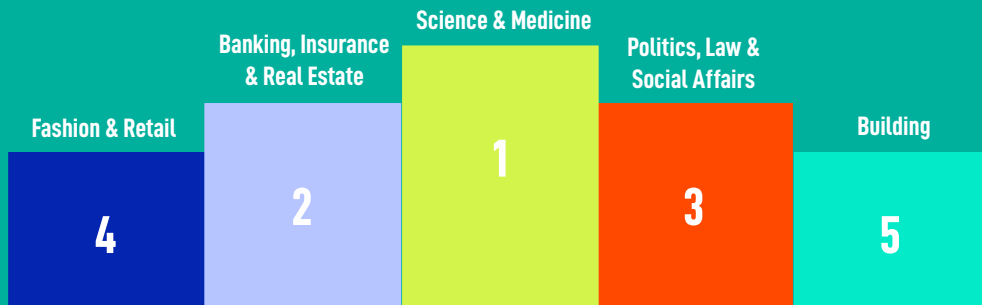 Science & Medicine
Banking, Insurance
& Real Estate
Politics, Law &
Social Affairs
Fashion & Retail
Building
1
2
3
4
5